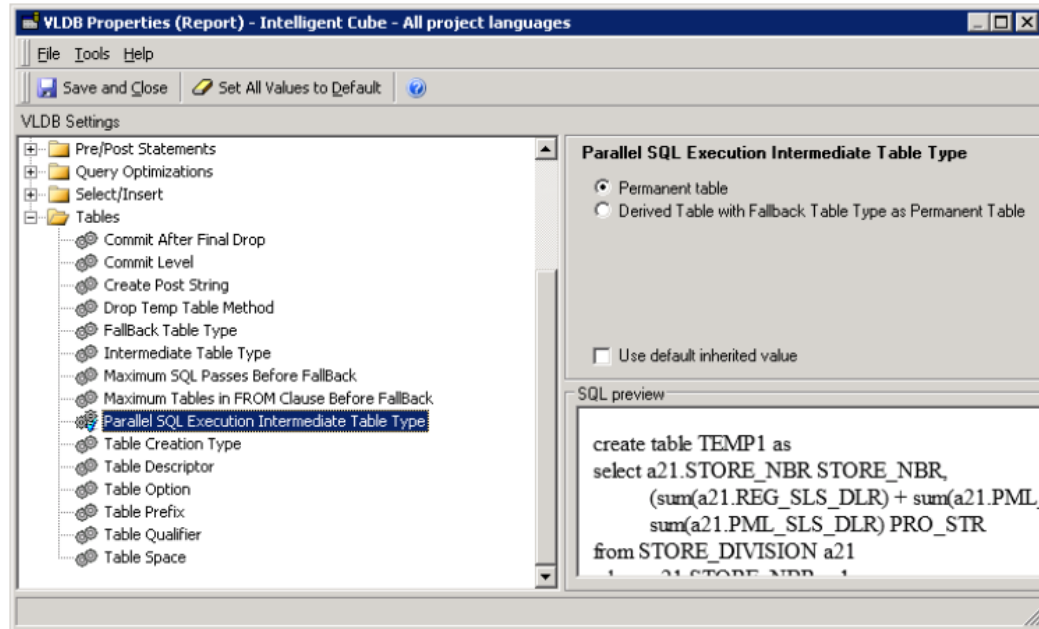 VLDB Properties (Report) - Intelligent Cube - All project languages
File Tools Help
Save and Close Set All Values to Default
VLDB Settings
Pre/Post Statements
Query Optimizations
Select/Insert
Tables
Commit After Final Drop
Commit Level
Create Post String
Drop Temp Table Method
FallBack Table Type
Intermediate Table Type
Maximum SQL Passes Before FallBack
Maximum Tables in FROM Clause Before FallBack
Parallel SQL Execution Intermediate Table Type
Table Creation Type
Table Descriptor
Table Option
Table Prefix
Table Qualifier
Table Space
Parallel SQL Execution Intermediate Table Type
Permanent table
Derived Table with Fallback Table Type as Permanent Table
Use default inherited value
SQL preview
create table TEMP1 as
select a21.STORE_NBR STORE_NBR,
(sum(a21.REG_SLS_DLR) + sum(a21.PML_
sum(a21.PML_SLS_DLR) PRO_STR
from STORE_DIVISION a21